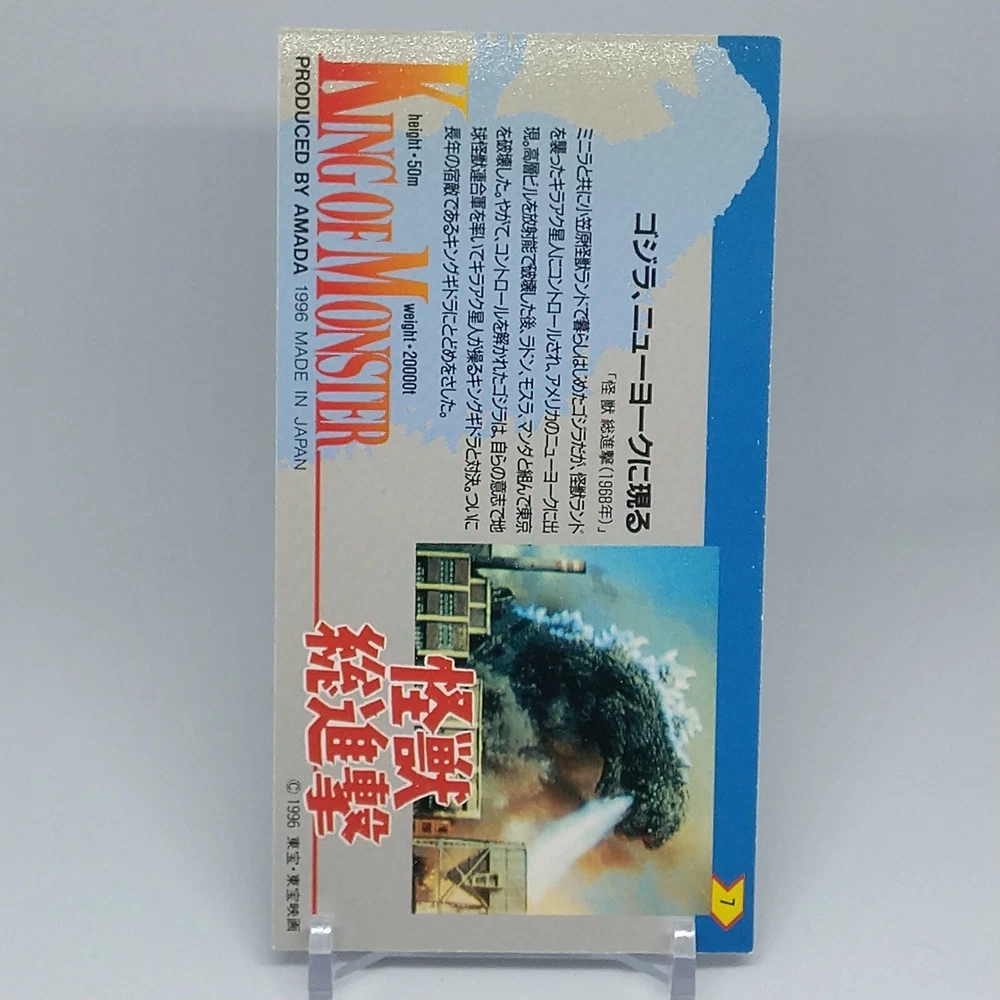 7
ゴジラ、ニューヨークに現る
「怪獣総進撃(1968年)」
ミニラと共に小笠原怪獣ランドで暮らしはじめたゴジラだが、怪獣ランド
を襲ったキラアク星人にコントロールされ、アメリカのニューヨークに出
現。高層ビルを放射能で破壊した後、ラドン、モスラ、マンダと組んで東京
を破壊した。やがて、コントロールを解かれたゴジラは、自らの意志で地
球怪獣連合軍を率いてキラアク星人が操るキングギドラと対決。ついに
長年の宿敵であるキングギドラにとどめをさした。
height・50m weight・20000t
KING OF MONSTER
怪獣
総進撃
PRODUCED BY AMADA 1996 MADE IN JAPAN
© 1996 東宝・東宝映画